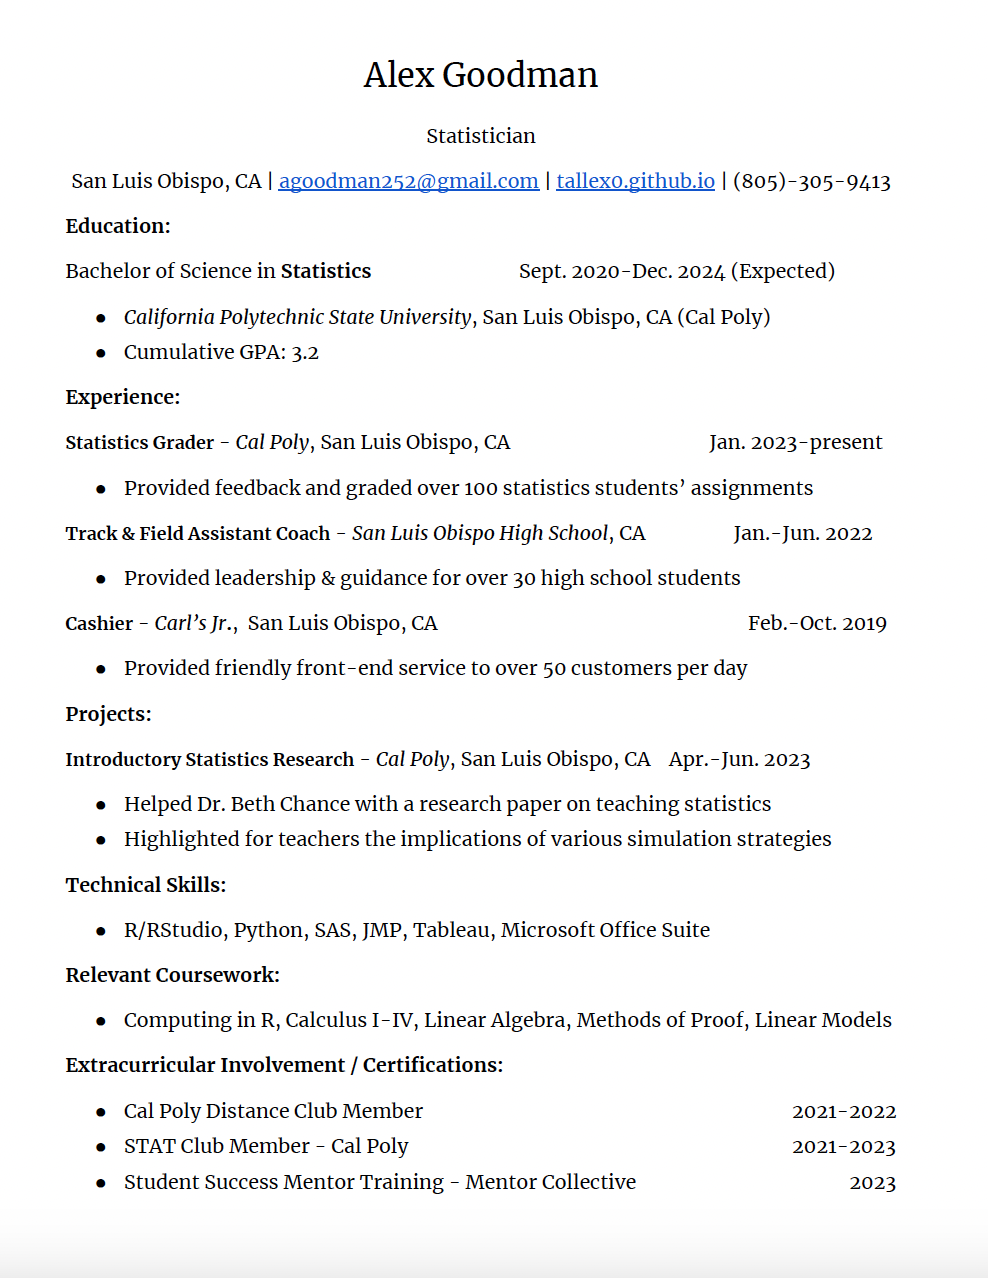 Alex Goodman
Statistician
San Luis Obispo, CA | agoodman252@gmail.com | tallex0.github.io | (805)-305-9413
Education:
Bachelor of Science in Statistics Sept. 2020-Dec. 2024 (Expected)
● California Polytechnic State University, San Luis Obispo, CA (Cal Poly)
● Cumulative GPA: 3.2
Experience:
Statistics Grader - Cal Poly, San Luis Obispo, CA Jan. 2023-present
● Provided feedback and graded over 100 statistics students’ assignments
Track & Field Assistant Coach - San Luis Obispo High School, CA Jan.-Jun. 2022
● Provided leadership & guidance for over 30 high school students
Cashier - Carl’s Jr., San Luis Obispo, CA Feb.-Oct. 2019
● Provided friendly front-end service to over 50 customers per day
Projects:
Introductory Statistics Research - Cal Poly, San Luis Obispo, CA Apr.-Jun. 2023
● Helped Dr. Beth Chance with a research paper on teaching statistics
● Highlighted for teachers the implications of various simulation strategies
Technical Skills:
● R/RStudio, Python, SAS, JMP, Tableau, Microsoft Office Suite
Relevant Coursework:
● Computing in R, Calculus I-IV, Linear Algebra, Methods of Proof, Linear Models
Extracurricular Involvement / Certifications:
● Cal Poly Distance Club Member 2021-2022
● STAT Club Member - Cal Poly 2021-2023
● Student Success Mentor Training - Mentor Collective 2023